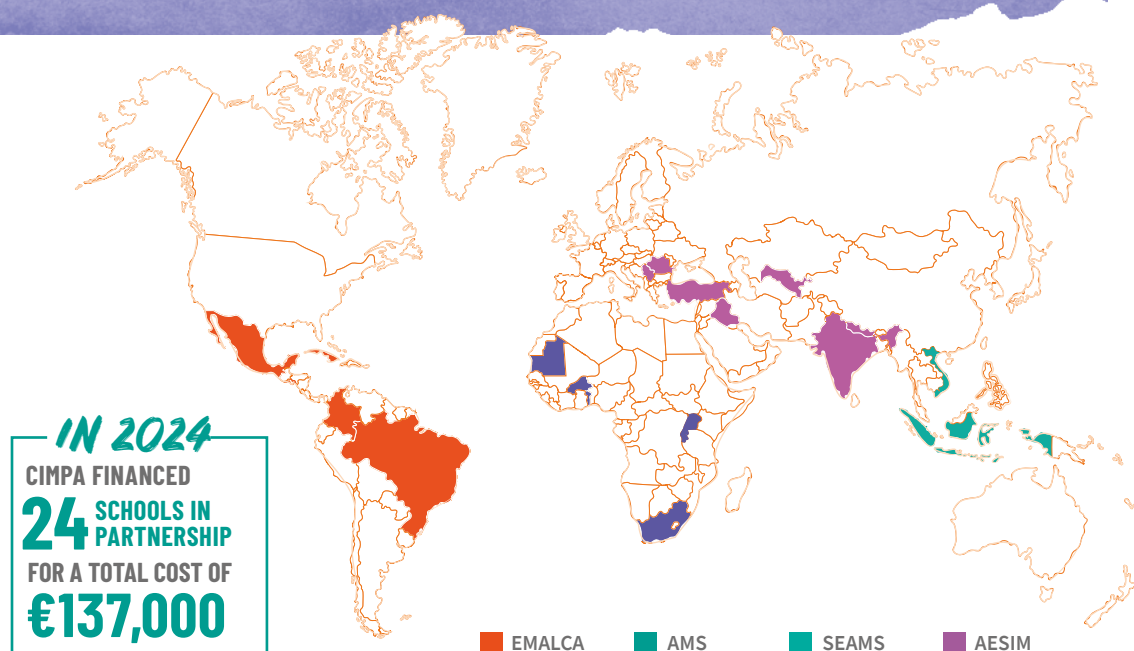 IN 2024
CIMPA FINANCED
24 SCHOOLS IN
PARTNERSHIP
FOR A TOTAL COST OF
€137,000
EMALCA AMS SEAMS AESIM